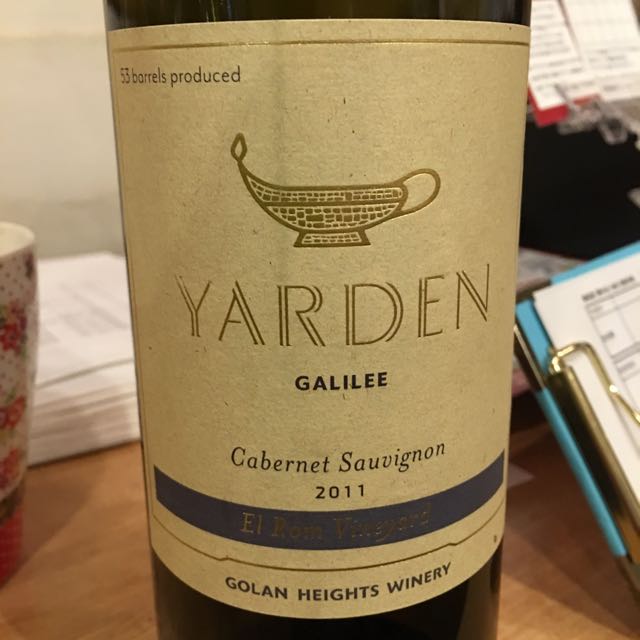 53 barrels produced
YARDEN
GALILEE
Cabernet Sauvignon
2011
El Rom Vineyard
GOLAN HEIGHTS WINERY